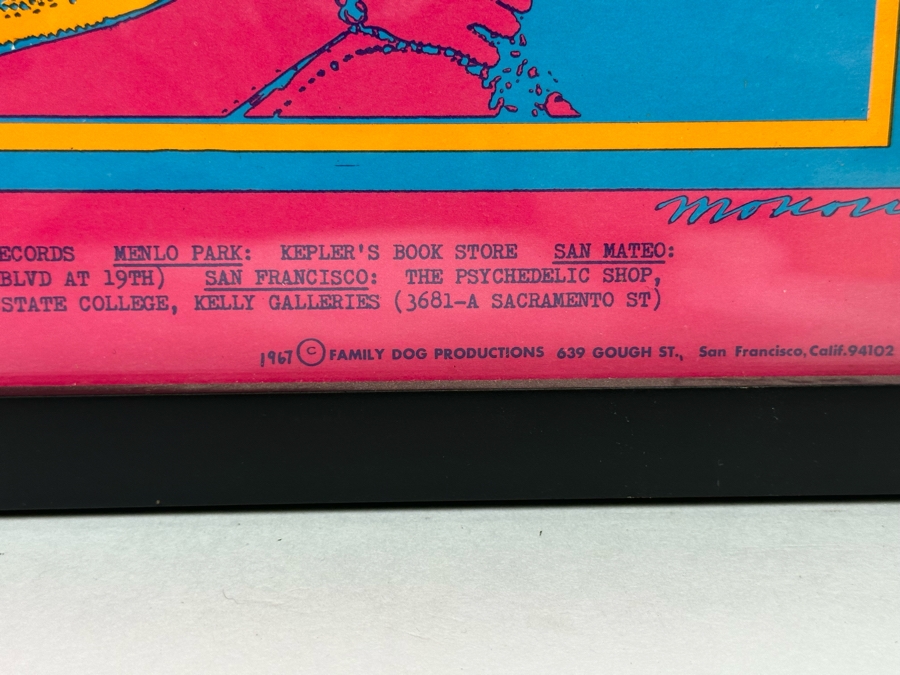 ECORDS MENLO PARK: KEPLER'S BOOK STORE SAN MATEO:
BLVD AT 19TH) SAN FRANCISCO: THE PSYCHEDELIC SHOP,
STATE COLLEGE, KELLY GALLERIES (3681-A SACRAMENTO ST)
1967 © FAMILY DOG PRODUCTIONS 639 GOUGH ST., San Francisco, Calif. 94102